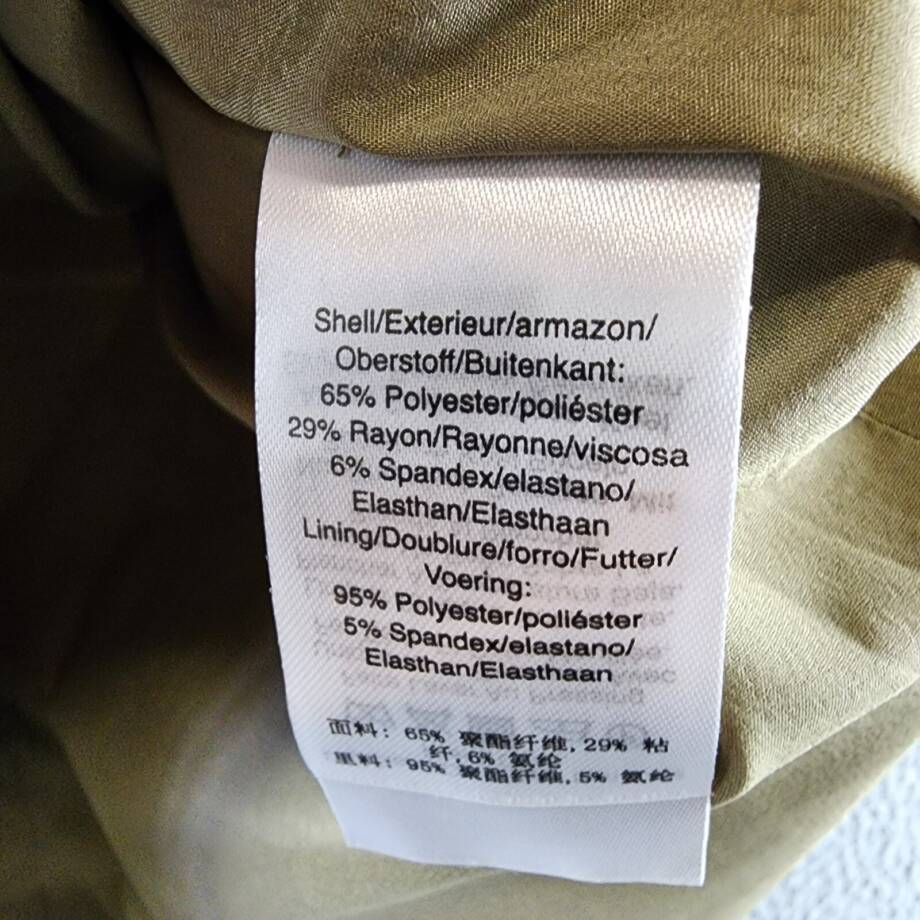 Shell/Exterieur/armazon/
Oberstoff/Buitenkant:
65% Polyester/poliéster
29% Rayon/Rayonne/viscosa
6% Spandex/elastano/
Elasthan/Elasthaan
Lining/Doublure/forro/Futter/
Voering:
95% Polyester/poliéster
5% Spandex/elastano/
Elasthan/Elasthaan
面料: 65% 聚酯纤维, 29% 粘
纤, 6% 氨纶
里料: 95% 聚酯纤维, 5% 氨纶